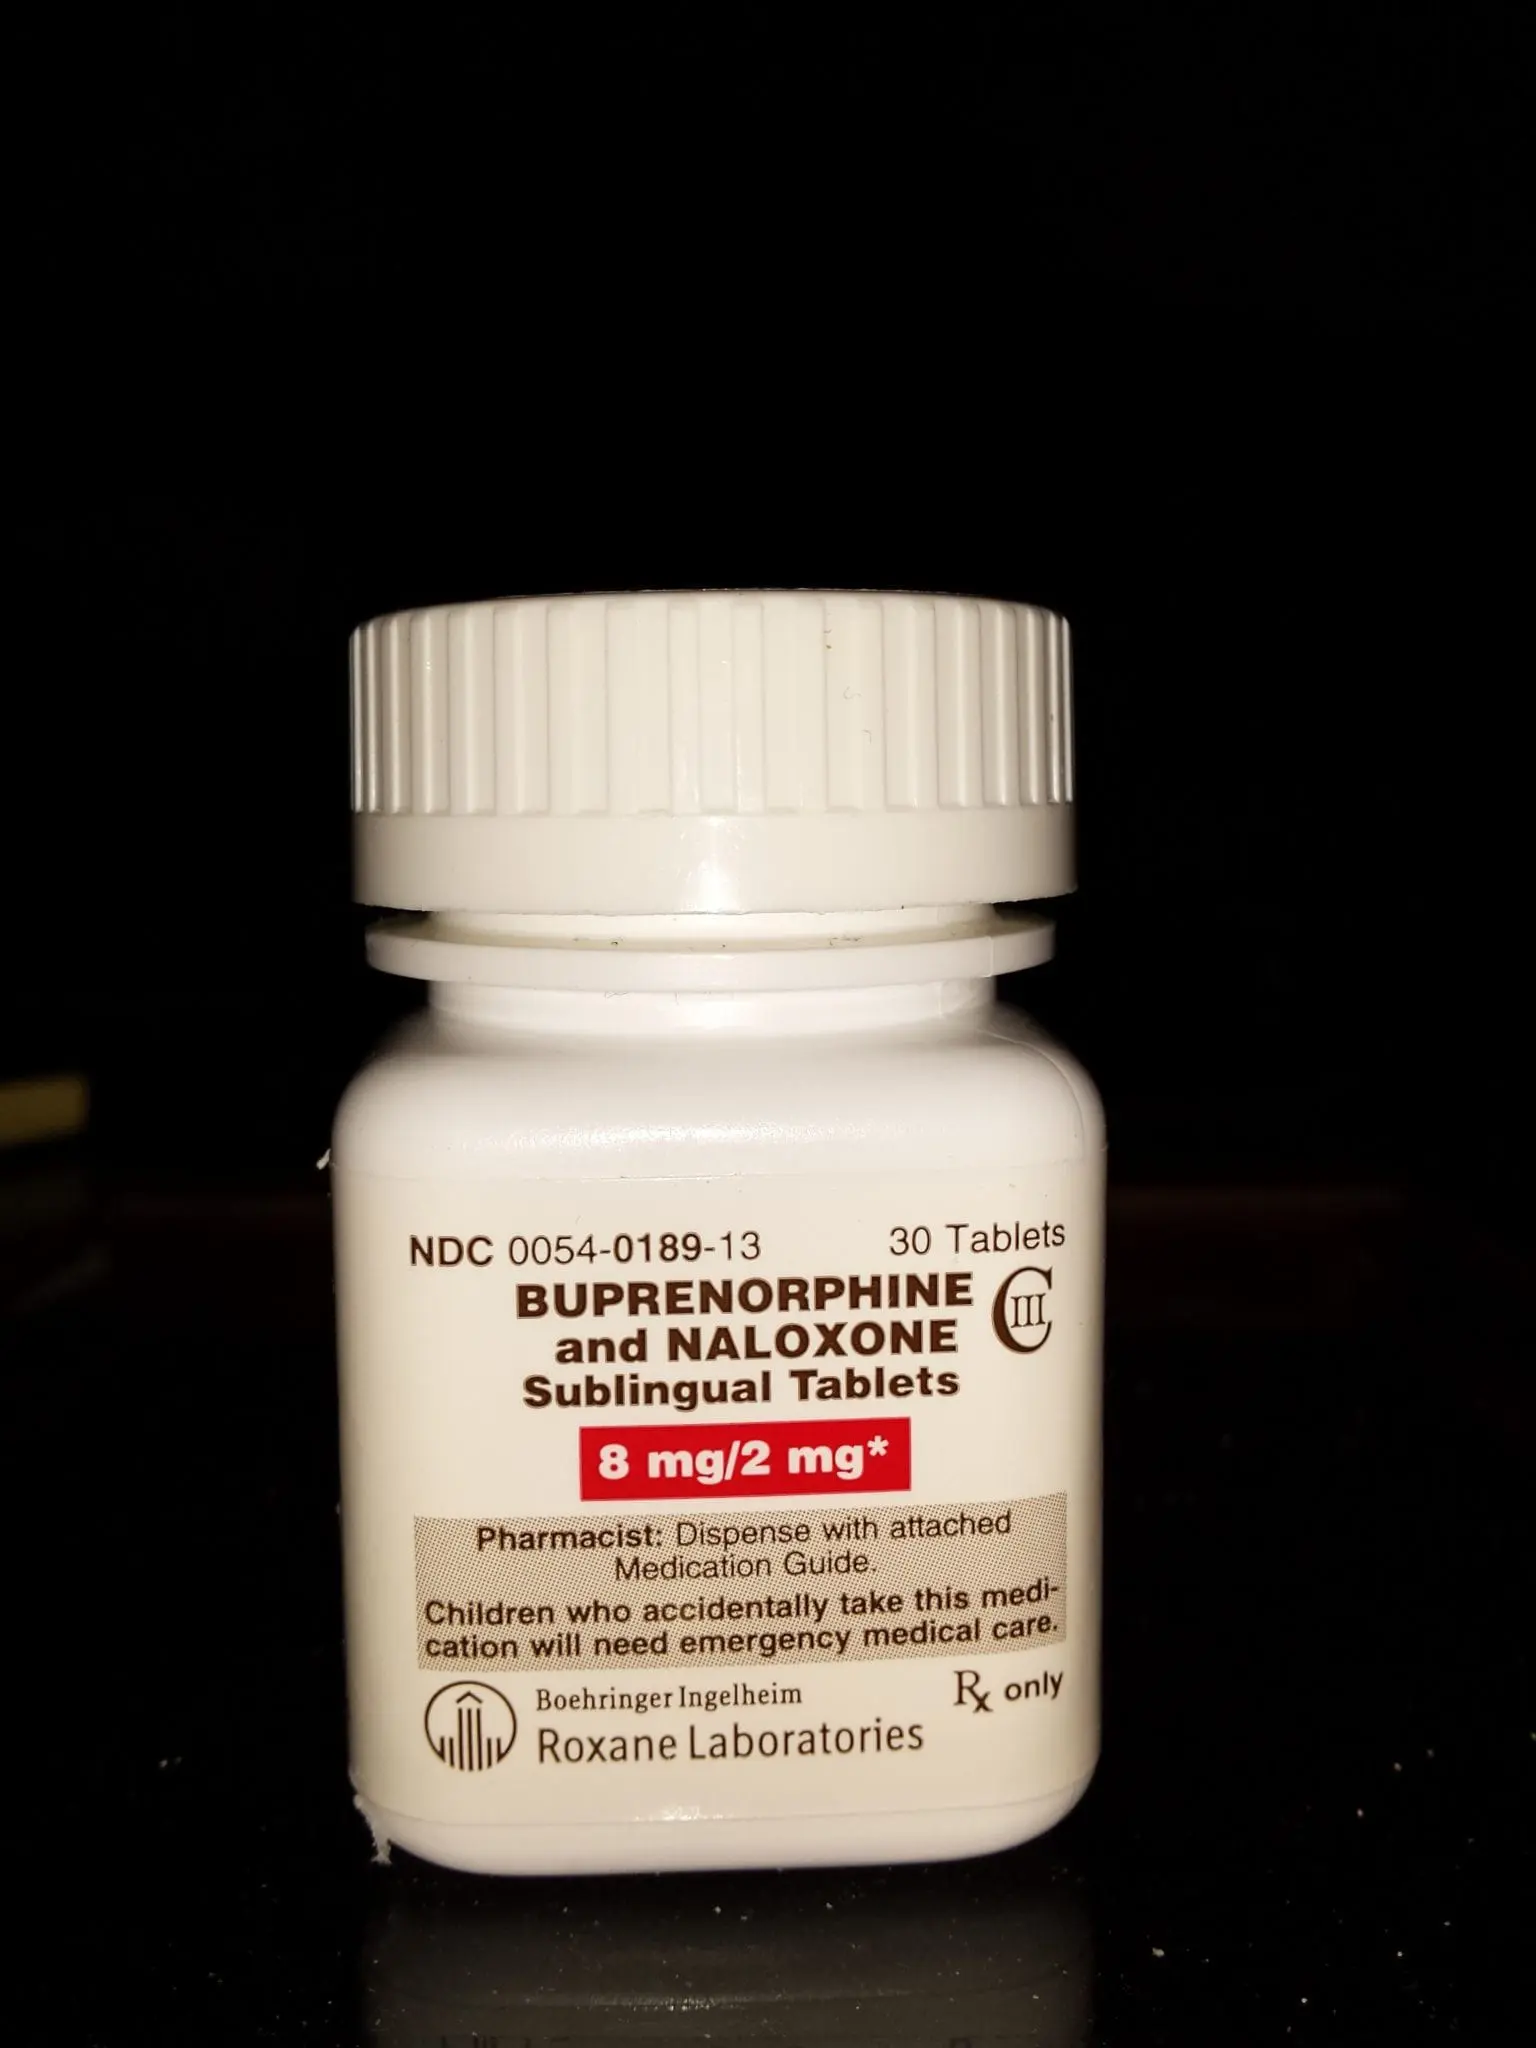 NDC 0054-0189-13 30 Tablets
BUPRENORPHINE CIII
and NALOXONE
Sublingual Tablets
8 mg/2 mg*
Pharmacist: Dispense with attached
Medication Guide.
Children who accidentally take this medi-
cation will need emergency medical care.
Boehringer Ingelheim Rx only
Roxane Laboratories